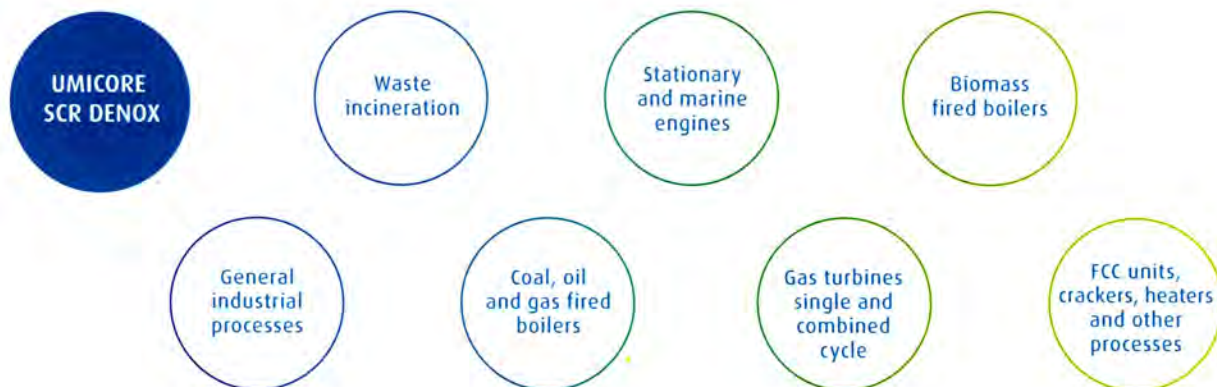 UMICORE
SCR DENOX
Waste
incineration
Stationary
and marine
engines
Biomass
fired boilers
General
industrial
processes
Coal, oil
and gas fired
boilers
Gas turbines
single and
combined
cycle
FCC units,
crackers, heaters
and other
processes